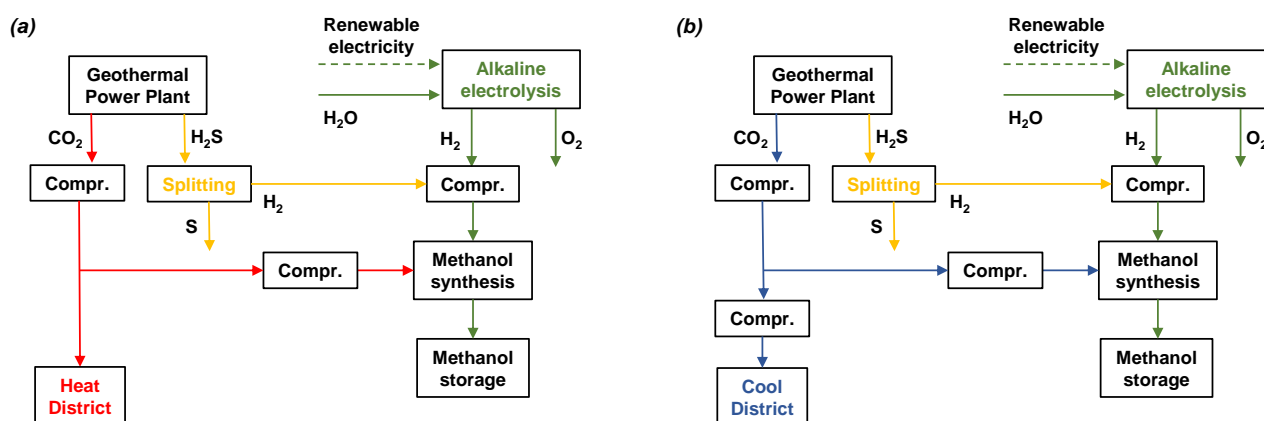 (a)
Renewable
electricity
Geothermal
Power Plant
Alkaline
electrolysis
H₂O
CO₂
H₂S
H₂
O₂
Compr.
Splitting
H₂
Compr.
S
Compr.
Methanol
synthesis
Heat
District
Methanol
storage
(b)
Renewable
electricity
Geothermal
Power Plant
Alkaline
electrolysis
H₂O
CO₂
H₂S
H₂
O₂
Compr.
Splitting
H₂
Compr.
S
Compr.
Methanol
synthesis
Compr.
Cool
District
Methanol
storage